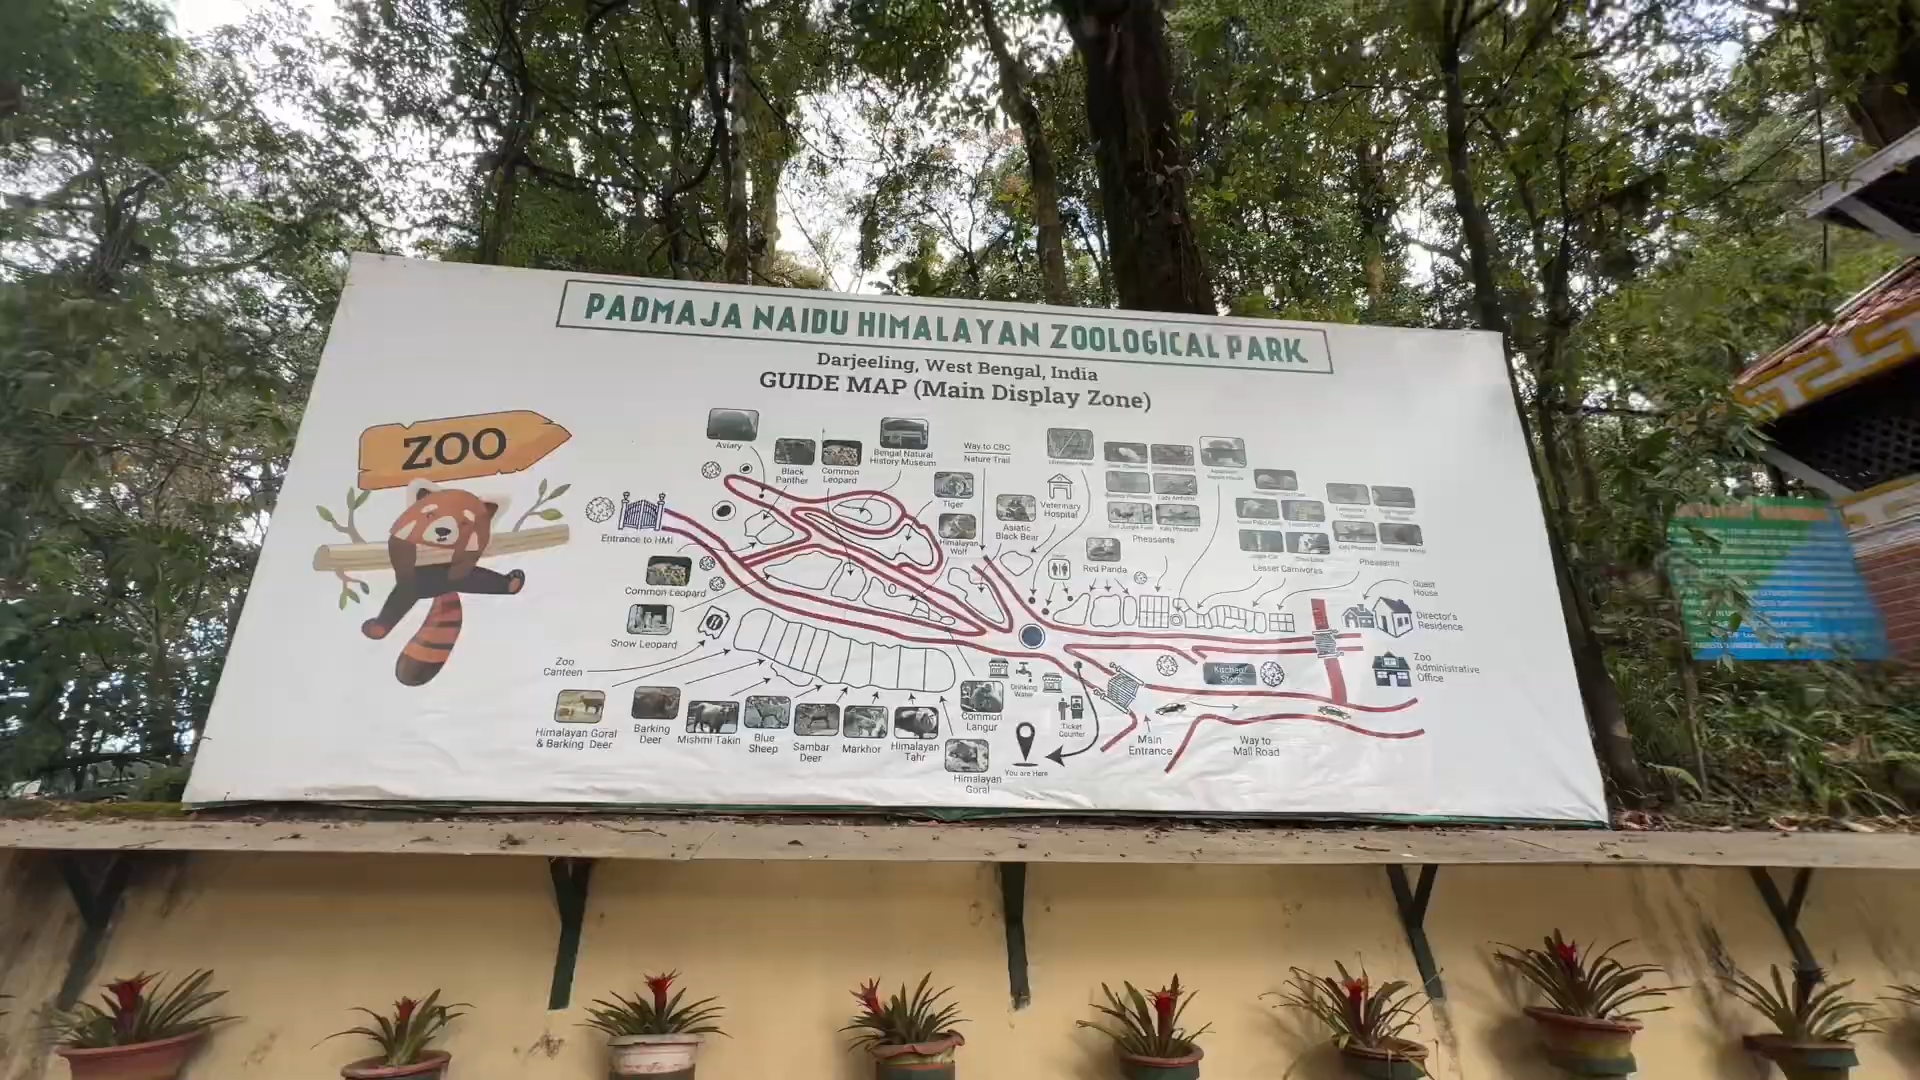 PADMAJA NAIDU HIMALAYAN ZOOLOGICAL PARK
Darjeeling, West Bengal, India
GUIDE MAP (Main Display Zone)
ZOO
Aviary
Black
Panther
Common
Leopard
Bengal Natural
History Museum
Way to CBC
Nature Trail
Tiger
Himalayan
Wolf
Asiatic
Black Bear
Veterinary
Hospital
Pheasants
Red Panda
Lesset Carnivores
Pheasants
Guest
House
Director's
Residence
Zoo
Administrative
Office
Entrance to HMI
Common Leopard
Snow Leopard
Zoo
Canteen
Himalayan Goral
& Barking Deer
Barking
Deer
Mishmi Takin
Blue
Sheep
Sambar
Deer
Markhor
Himalayan
Tahr
Common
Langur
Himalayan
Goral
Drinking
Water
You are Here
Ticket
Counter
Main
Entrance
Way to
Mall Road
Kitchen/
Store